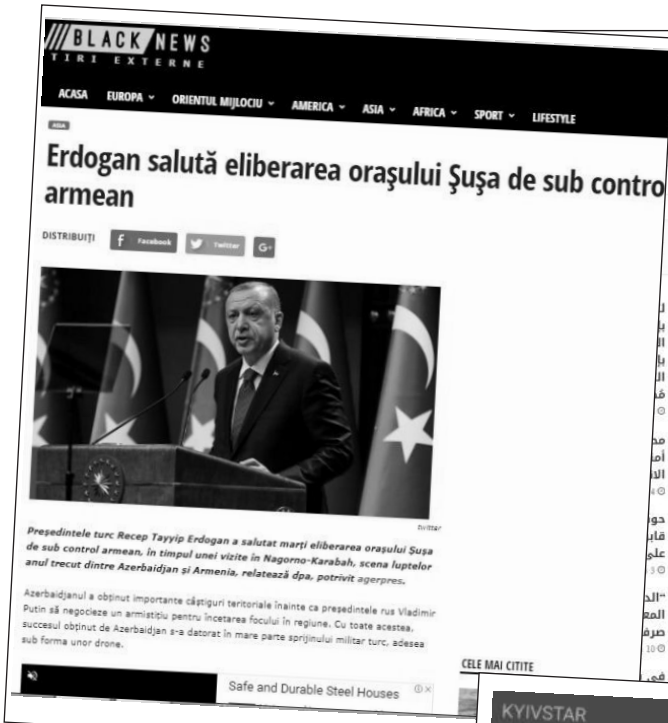 BLACK NEWS
TIRI EXTERNE
ACASA EUROPA ORIENTUL MIJLOCIU AMERICA ASIA AFRICA SPORT LIFESTYLE
ASIA
Erdogan salută eliberarea orașului Șușa de sub contro
armean
DISTRIBUIȚI
f Facebook
Twitter
G+
twitter
Președintele turc Recep Tayyip Erdogan a salutat marți eliberarea orașului Șușa
de sub control armean, în timpul unei vizite în Nagorno-Karabah, scena luptelor
anul trecut dintre Azerbaidjan și Armenia, relatează dpa, potrivit agerpres.
Azerbaidjanul a obținut importante câștiguri teritoriale înainte ca președintele rus Vladimir
Putin să negocieze un armistițiu pentru încetarea focului în regiune. Cu toate acestea,
succesul obținut de Azerbaidjan s-a datorat în mare parte sprijinului militar turc, adesea
sub forma unor drone.
CELE MAI CITITE
Safe and Durable Steel Houses
KYIVSTAR